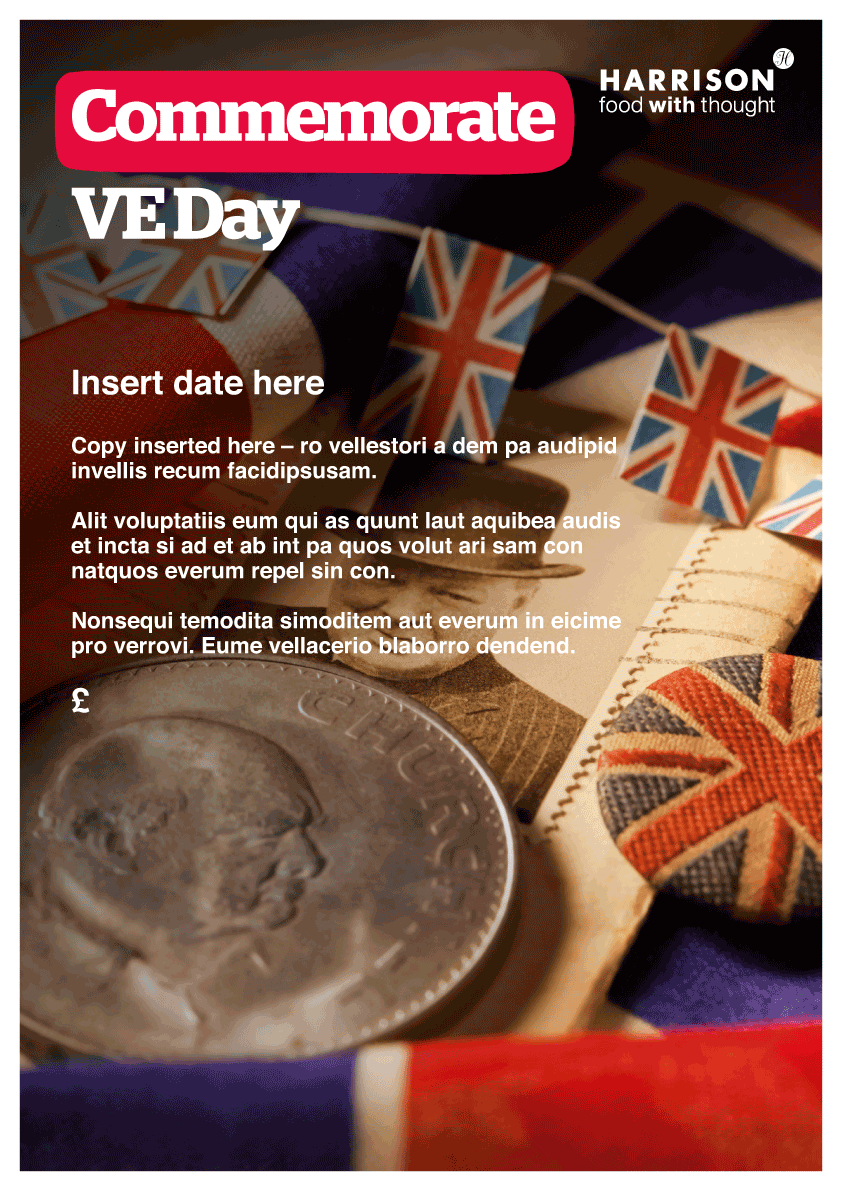 Commemorate
VE Day
H
HARRISON
food with thought
Insert date here
Copy inserted here – ro vellestori a dem pa audipid
invellis recum facidipsusam.
Alit voluptatiis eum qui as quunt laut aquibea audis
et incta si ad et ab int pa quos volut ari sam con
natquos everum repel sin con.
Nonsequi temodita simoditem aut everum in eicime
pro verrovi. Eume vellacerio blaborro dendend.
£
CHURCHILL